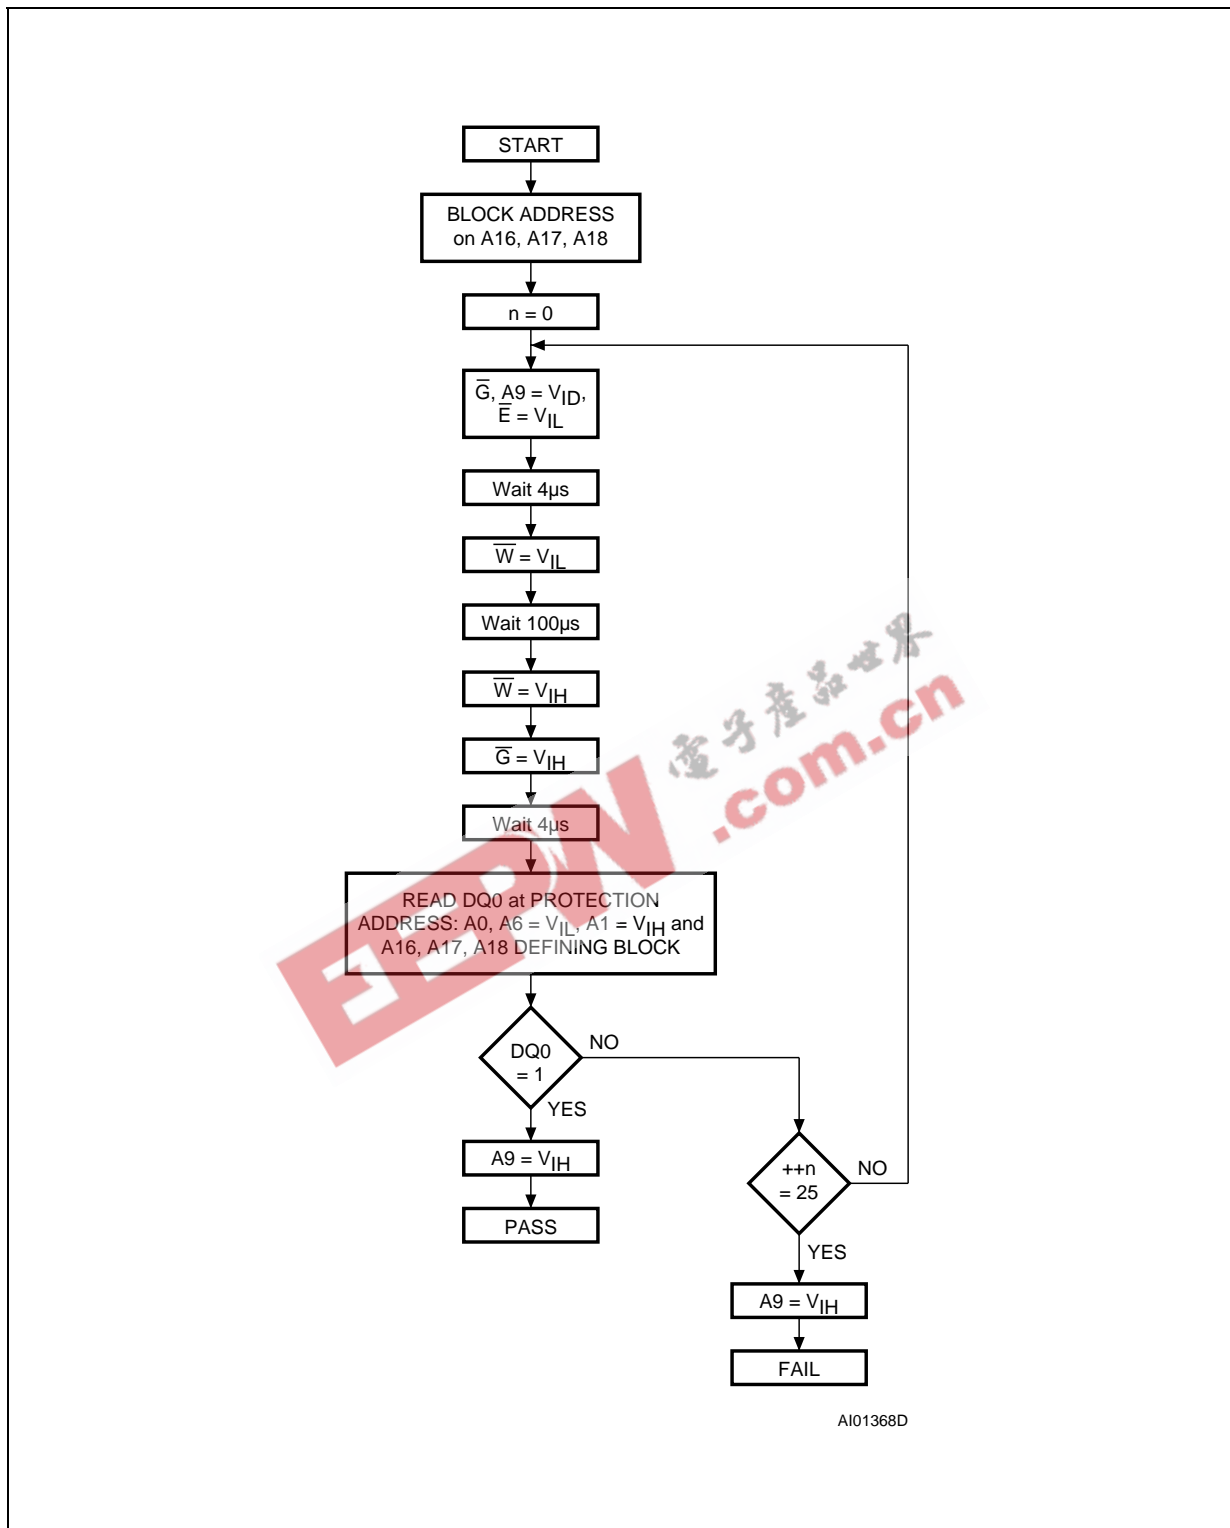 START
BLOCK ADDRESS
on A16, A17, A18
n = 0
G̅, A9 = VID,
E̅ = VIL
Wait 4µs
W̅ = VIL
Wait 100µs
W̅ = VIH
G̅ = VIH
Wait 4µs
READ DQ0 at PROTECTION
ADDRESS: A0, A6 = VIL, A1 = VIH and
A16, A17, A18 DEFINING BLOCK
DQ0
= 1
NO
YES
A9 = VIH
PASS
++n
= 25
NO
YES
A9 = VIH
FAIL
AI01368D
EEPW
.com.cn
電子產品世界